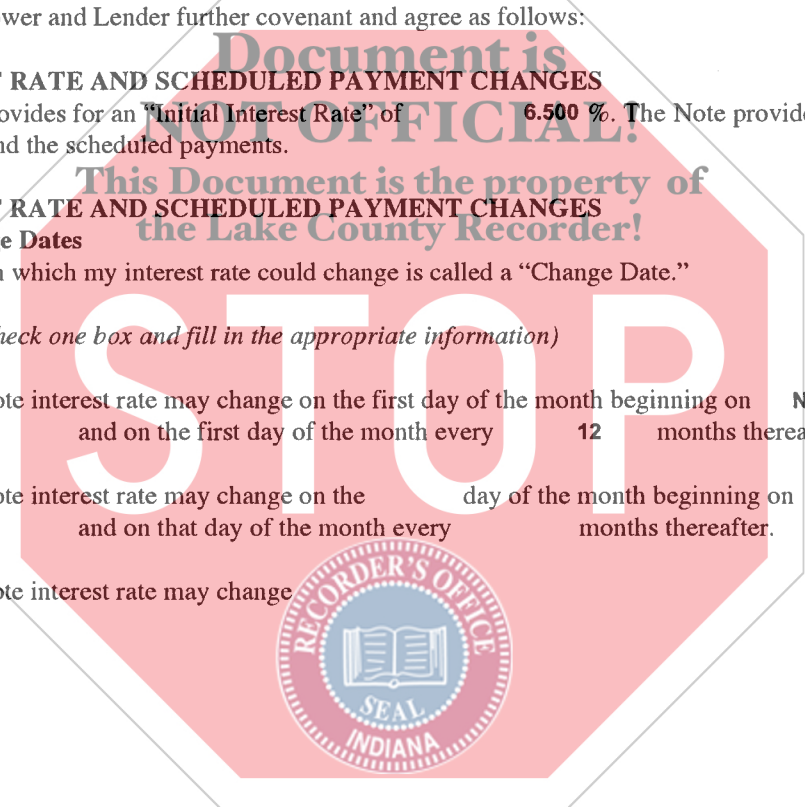 wer and Lender further covenant and agree as follows:
Document is
RATE AND SCHEDULED PAYMENT CHANGES
ovides for an “Initial Interest Rate” of 6.500 %. The Note provide
NOT OFFICIAL!
nd the scheduled payments.
This Document is the property of
RATE AND SCHEDULED PAYMENT CHANGES
the Lake County Recorder!
e Dates
n which my interest rate could change is called a “Change Date.”
STOP
heck one box and fill in the appropriate information)
ote interest rate may change on the first day of the month beginning on N
and on the first day of the month every 12 months therea
ote interest rate may change on the day of the month beginning on
and on that day of the month every months thereafter.
ote interest rate may change
RECORDER'S OFFICE
SEAL
INDIANA